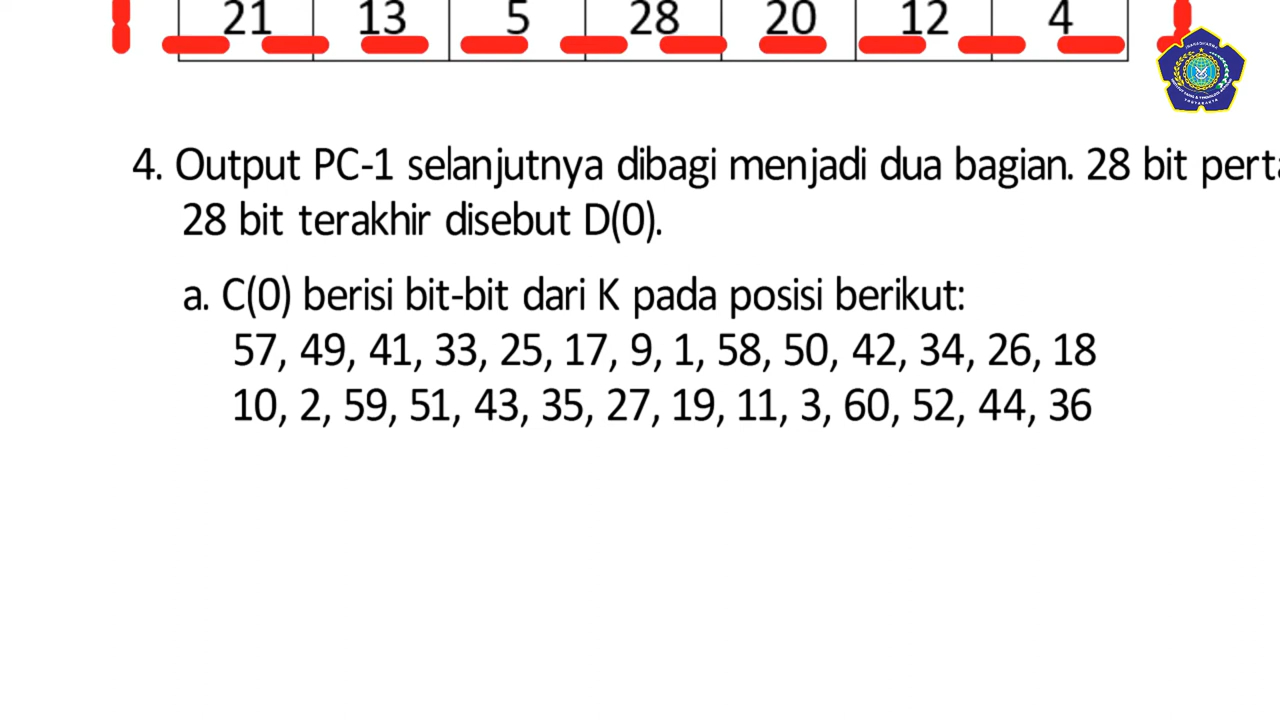 21 13 5 28 20 12 4
4. Output PC-1 selanjutnya dibagi menjadi dua bagian. 28 bit
28 bit terakhir disebut D(0).
a. C(0) berisi bit-bit dari K pada posisi berikut:
57, 49, 41, 33, 25, 17, 9, 1, 58, 50, 42, 34, 26, 18
10, 2, 59, 51, 43, 35, 27, 19, 11, 3, 60, 52, 44, 36